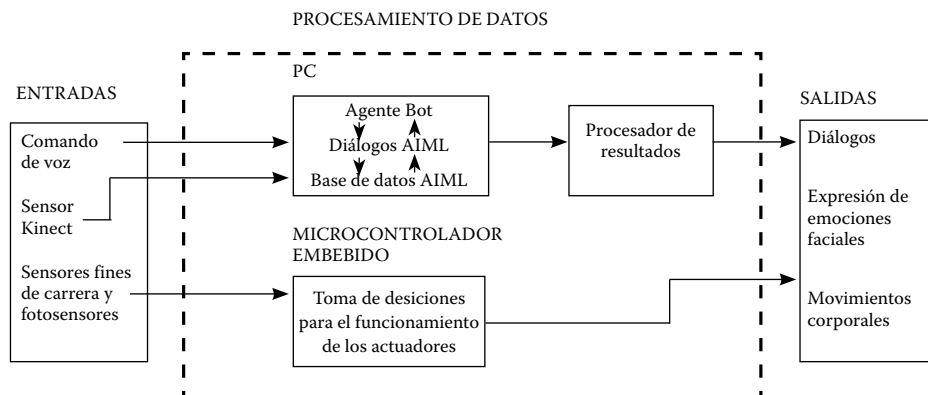 PROCESAMIENTO DE DATOS
ENTRADAS
Comando
de voz
Sensor
Kinect
Sensores fines
de carrera y
fotosensores
PC
Agente Bot
Diálogos AIML
Base de datos AIML
Procesador de
resultados
MICROCONTROLADOR
EMBEBIDO
Toma de desiciones
para el funcionamiento
de los actuadores
SALIDAS
Diálogos
Expresión de
emociones
faciales
Movimientos
corporales